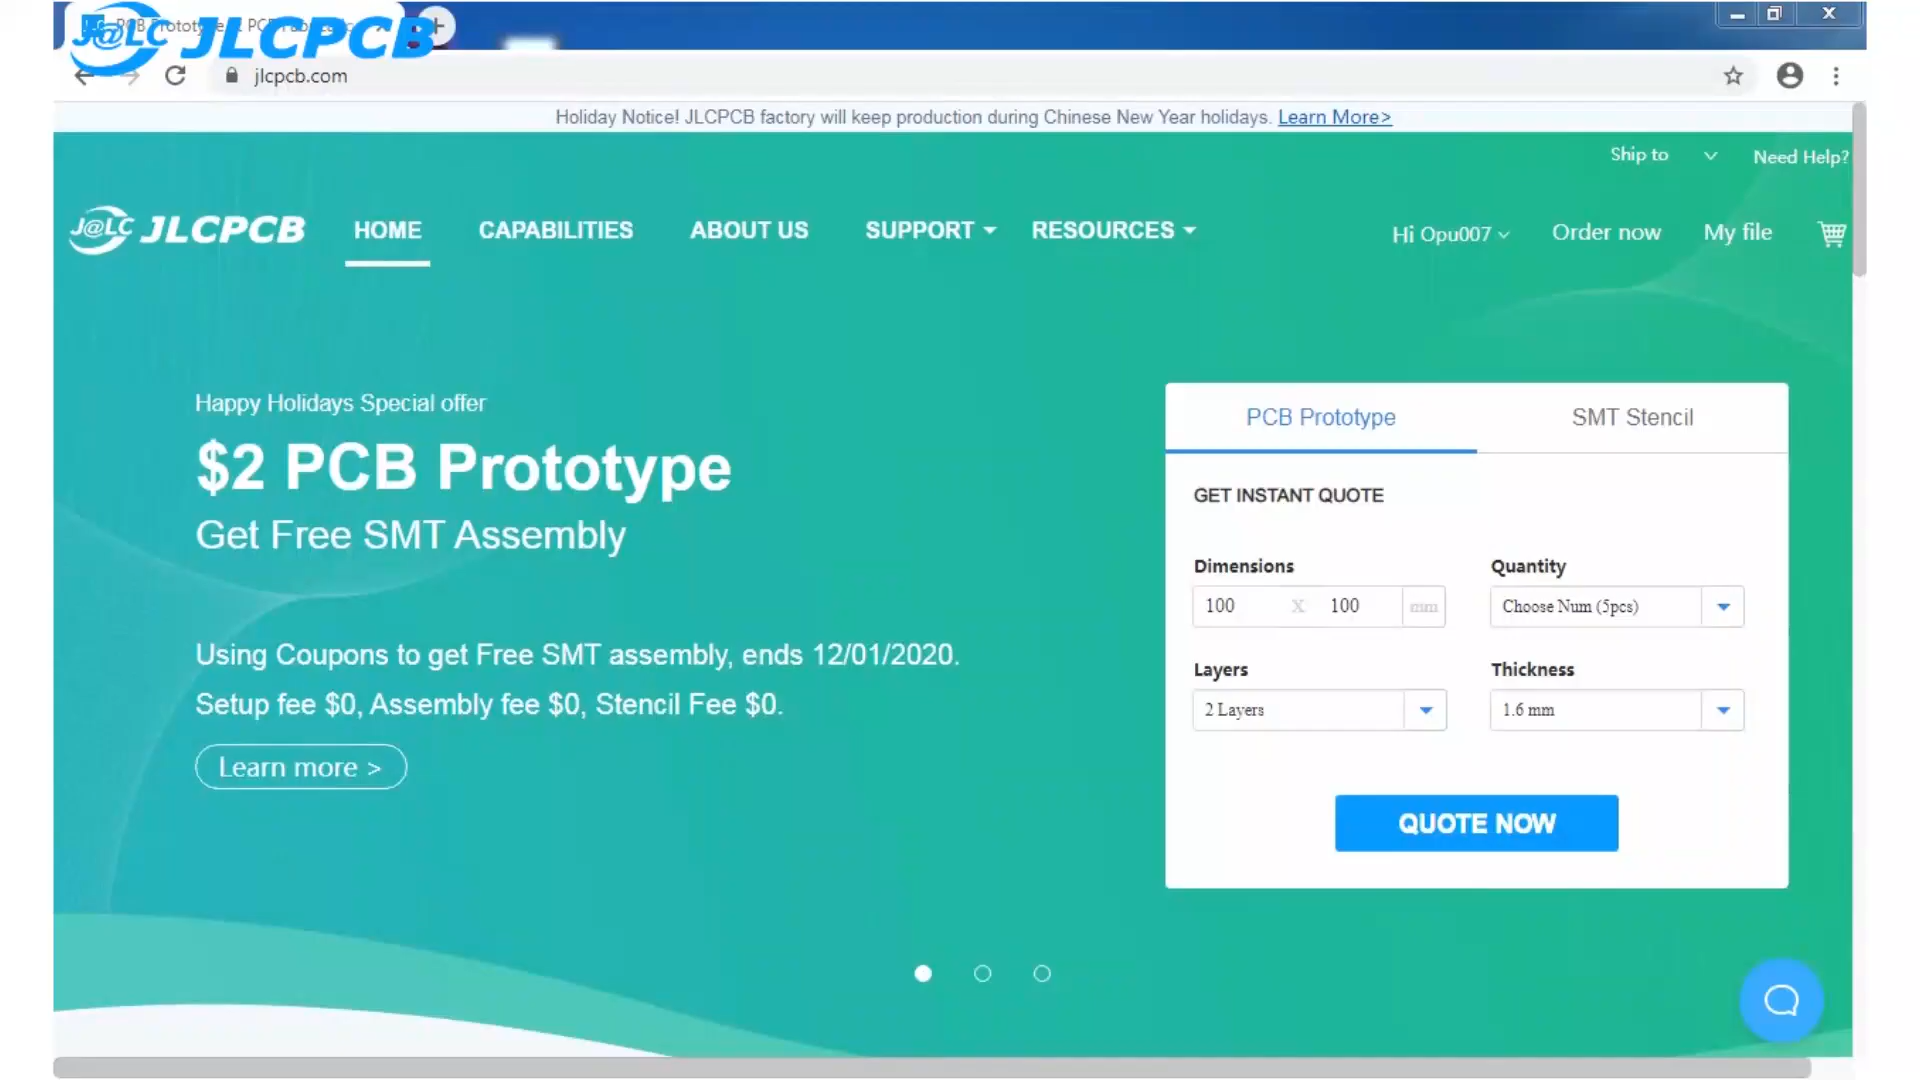 JLCPCB
jlcpcb.com
Holiday Notice! JLCPCB factory will keep production during Chinese New Year holidays. Learn More>
Ship to
Need Help?
J@LC JLCPCB
HOME
CAPABILITIES
ABOUT US
SUPPORT
RESOURCES
Hi Opu007
Order now
My file
Happy Holidays Special offer
$2 PCB Prototype
Get Free SMT Assembly
Using Coupons to get Free SMT assembly, ends 12/01/2020.
Setup fee $0, Assembly fee $0, Stencil Fee $0.
Learn more >
PCB Prototype
SMT Stencil
GET INSTANT QUOTE
Dimensions
Quantity
100 X 100 mm
Choose Num (5pcs)
Layers
Thickness
2 Layers
1.6 mm
QUOTE NOW